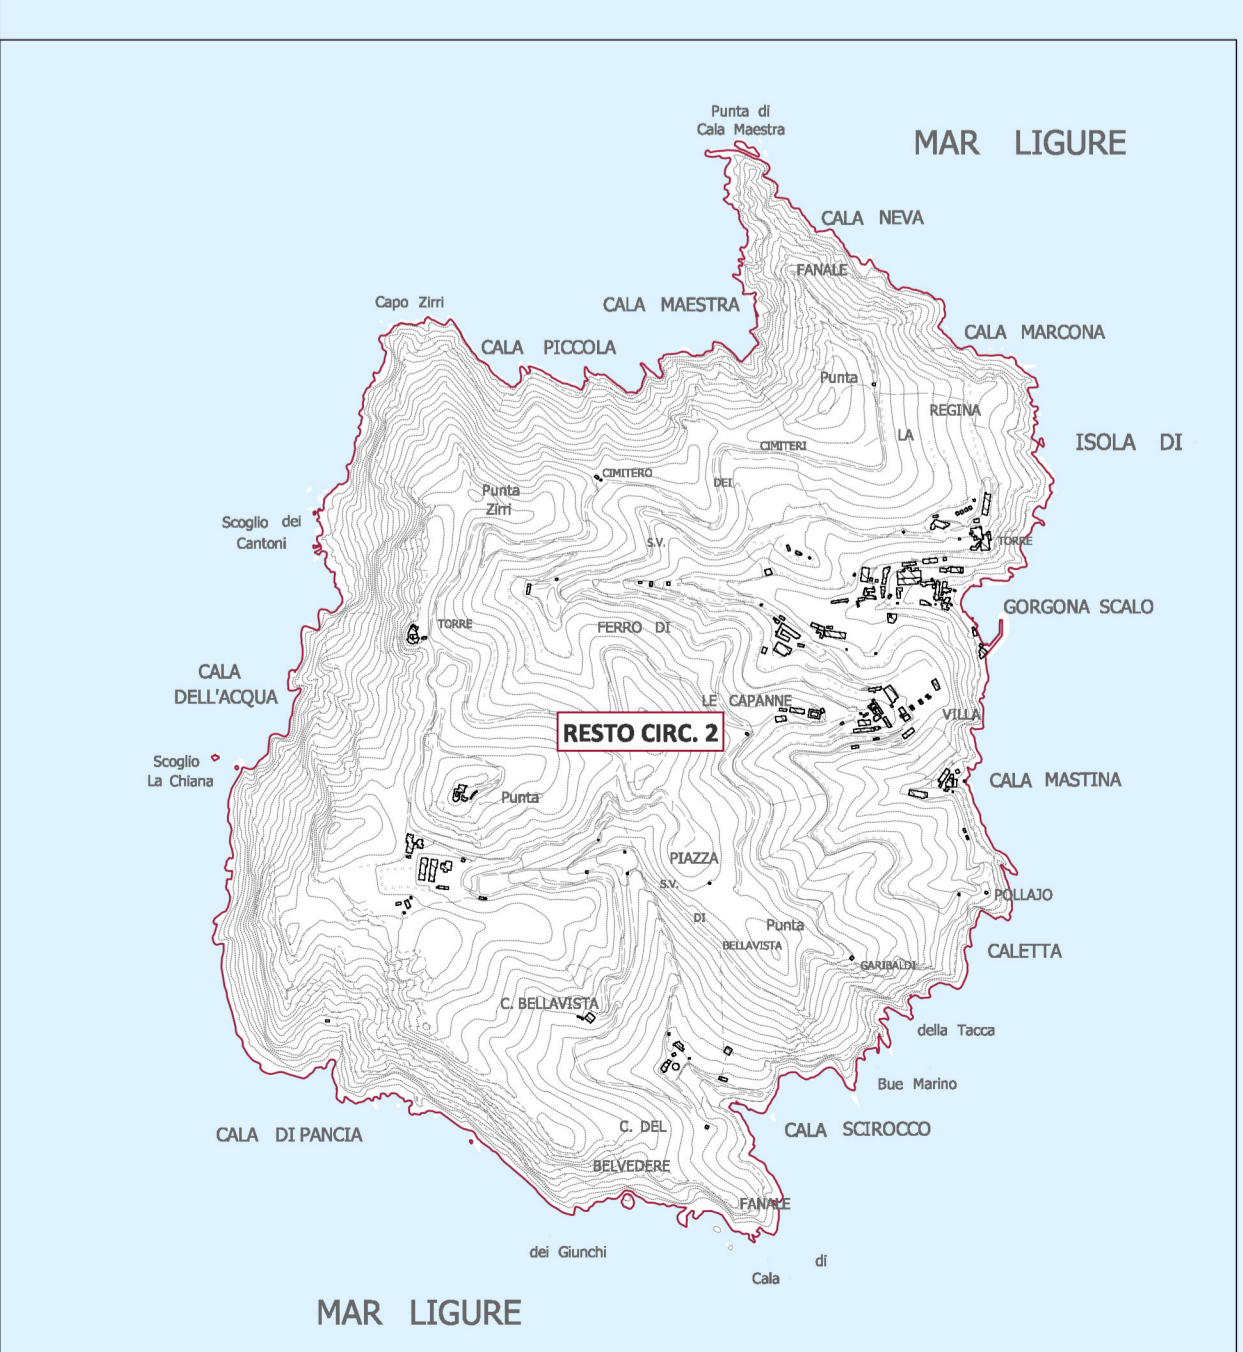 Punta di
Cala Maestra
MAR LIGURE
CALA NEVA
FANALE
Capo Zirri
CALA MAESTRA
CALA MARCONA
CALA PICCOLA
Punta
REGINA
LA
ISOLA DI
CIMITERI
CIMITERO
DEI
Punta
Zirri
Scoglio dei
Cantoni
S.V.
TORRE
GORGONA SCALO
TORRE
FERRO DI
CALA
DELL'ACQUA
LE CAPANNE
VILLA
RESTO CIRC. 2
Scoglio
La Chiana
CALA MASTINA
Punta
PIAZZA
S.V.
POLLAJO
DI
Punta
BELLAVISTA
CALETTA
GARIBALDI
C. BELLAVISTA
della Tacca
Bue Marino
C. DEL
CALA SCIROCCO
CALA DI PANCIA
BELVEDERE
FANALE
dei Giunchi
di
Cala
MAR LIGURE